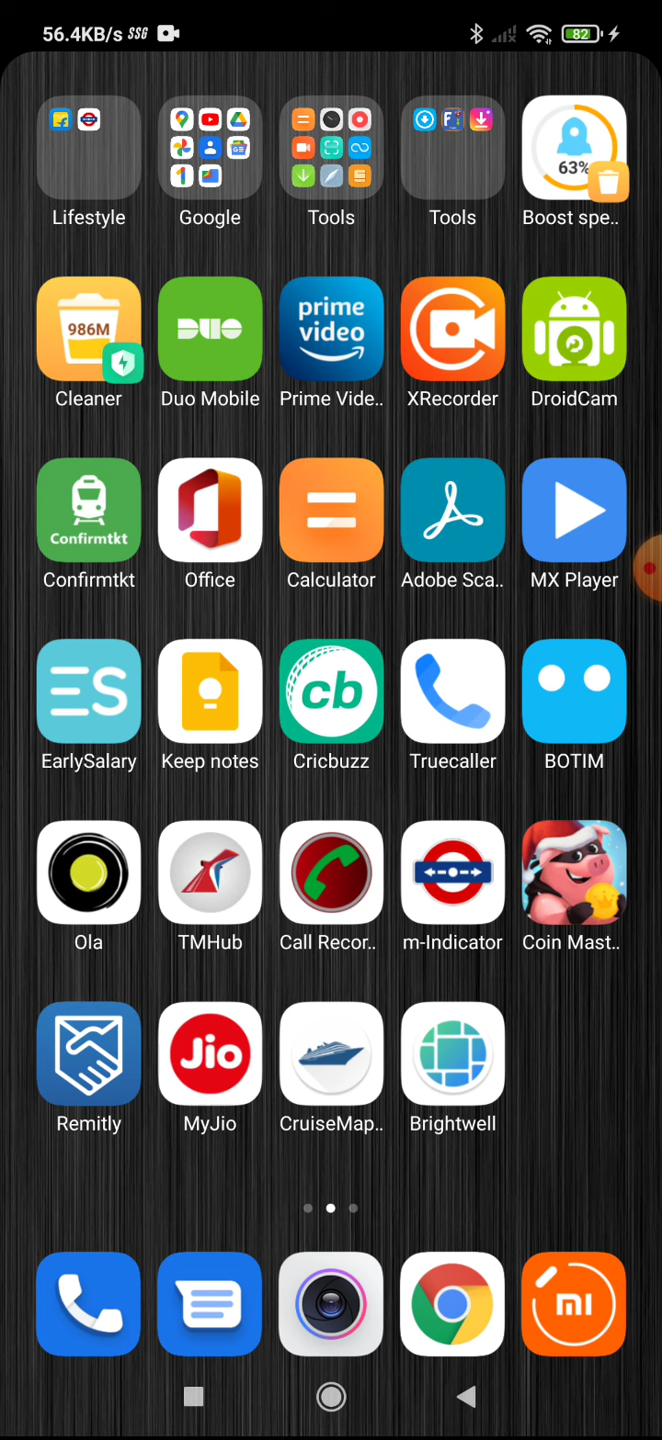 56.4KB/s
82
63%
Lifestyle
Google
Tools
Tools
Boost spe..
986M
DUO
prime
video
Cleaner
Duo Mobile
Prime Vide..
XRecorder
DroidCam
Confirmtkt
Confirmtkt
Office
Calculator
Adobe Sca..
MX Player
ES
cb
EarlySalary
Keep notes
Cricbuzz
Truecaller
BOTIM
Ola
TMHub
Call Recor..
m-Indicator
Coin Mast..
Jio
Remitly
MyJio
CruiseMap..
Brightwell
mi